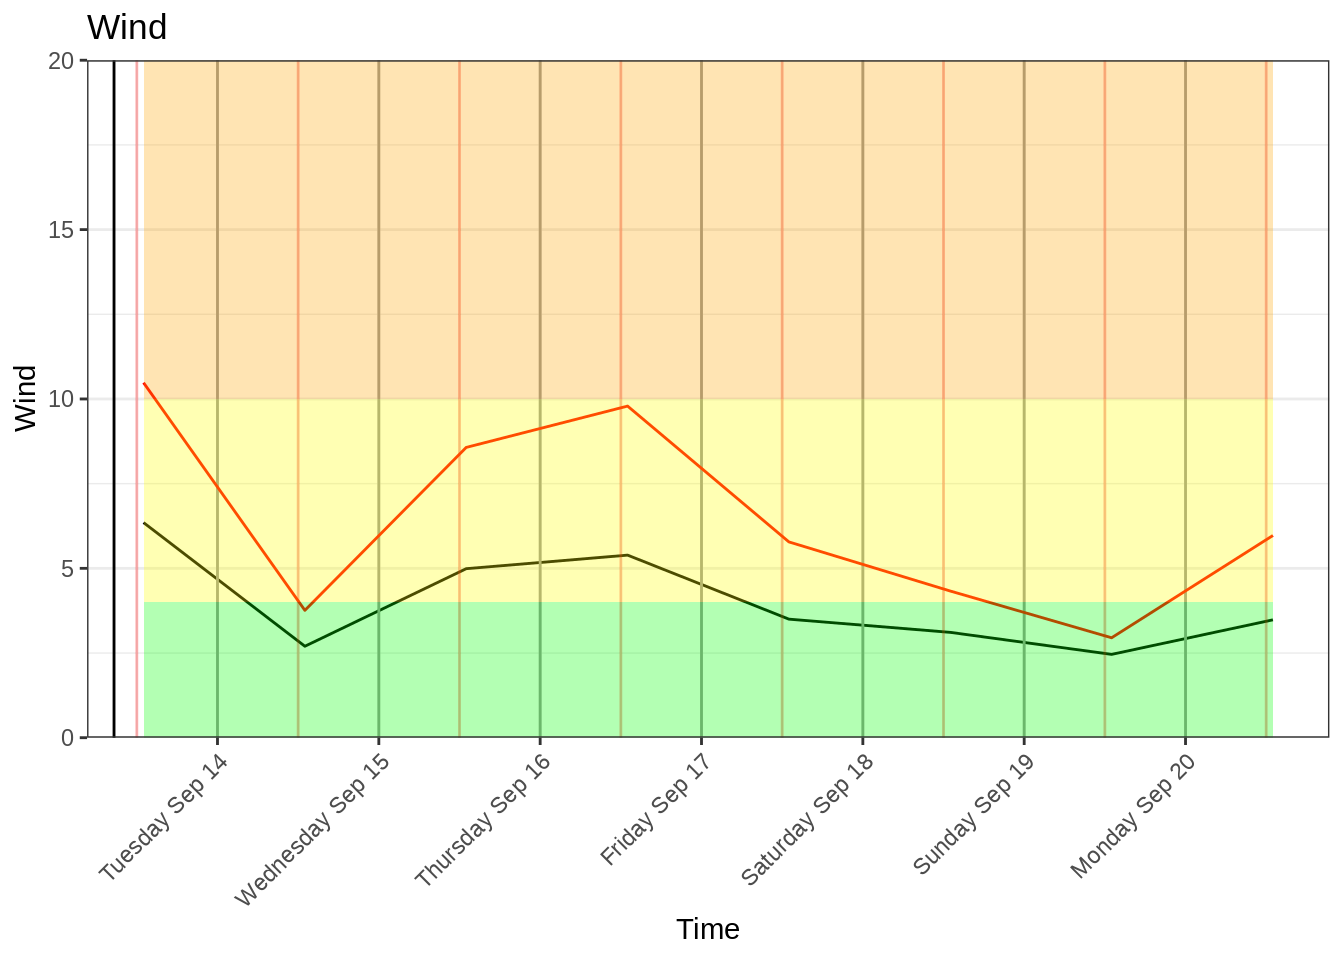 Wind
20
15
10
5
0
Wind
Tuesday Sep 14
Wednesday Sep 15
Thursday Sep 16
Friday Sep 17
Saturday Sep 18
Sunday Sep 19
Monday Sep 20
Time